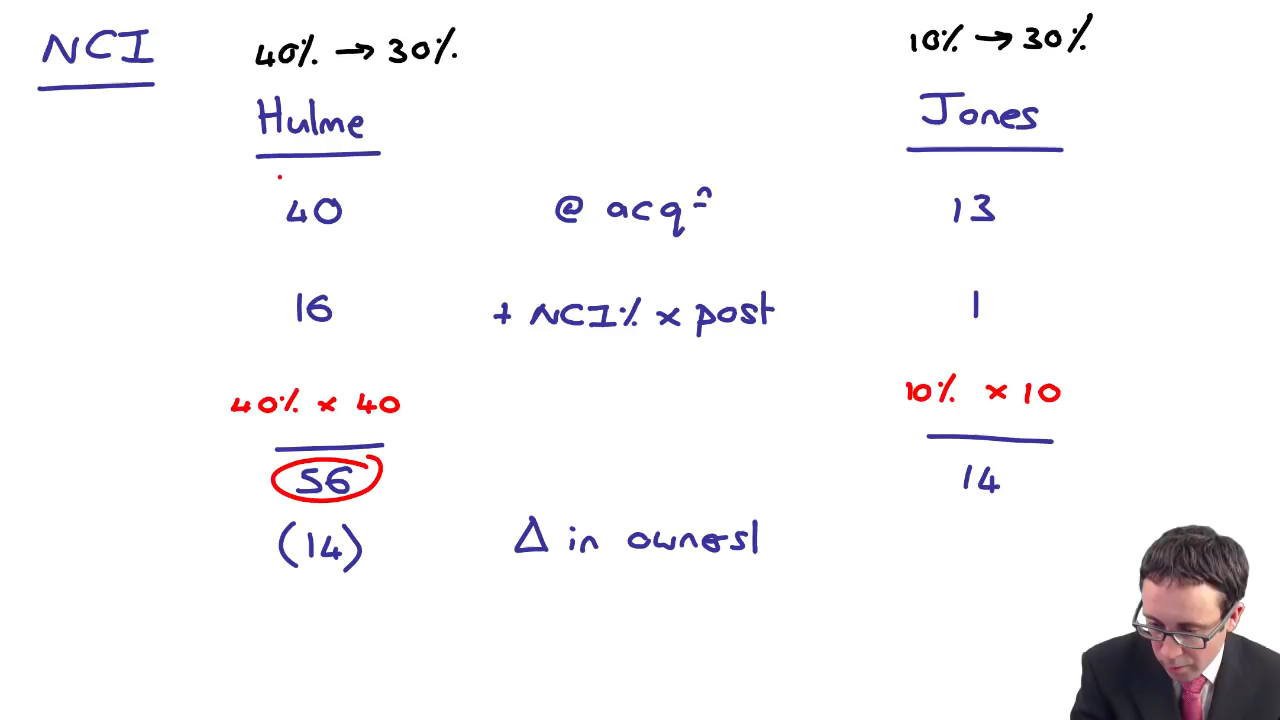 NCI 40% → 30% 10% → 30%
Hulme Jones
40 @ acqⁿ 13
16 + NCI% x post 1
40% x 40 10% x 10
56 14
(14) Δ in ownesl